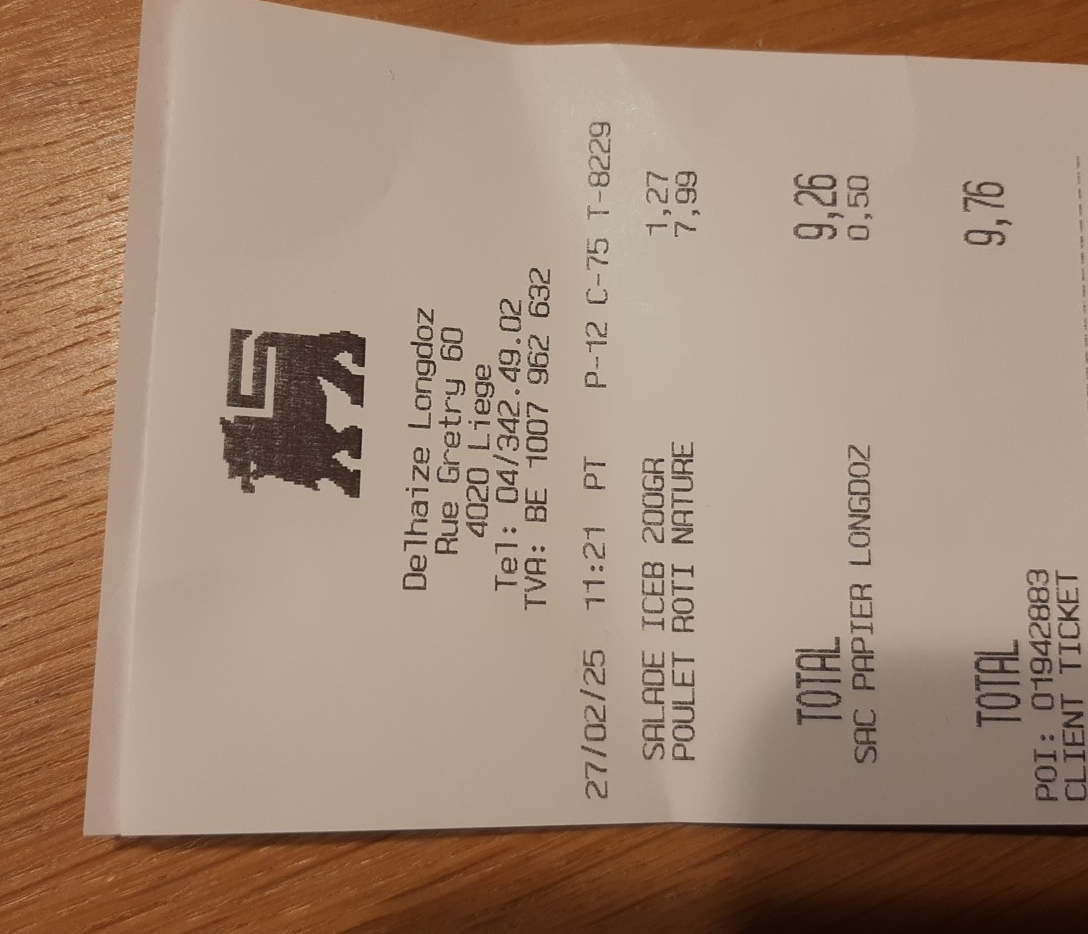 Delhaize Longdoz
Rue Gretry 60
4020 Liege
Tel: 04/342.49.02
TVA: BE 1007 962 632
27/02/25 11:21 PT P-12 C-75 T-8229
SALADE ICEB 200GR 1,27
POULET ROTI NATURE 7,99
TOTAL 9,26
SAC PAPIER LONGDOZ 0,50
TOTAL 9,76
POI: 01942883
CLIENT TICKET